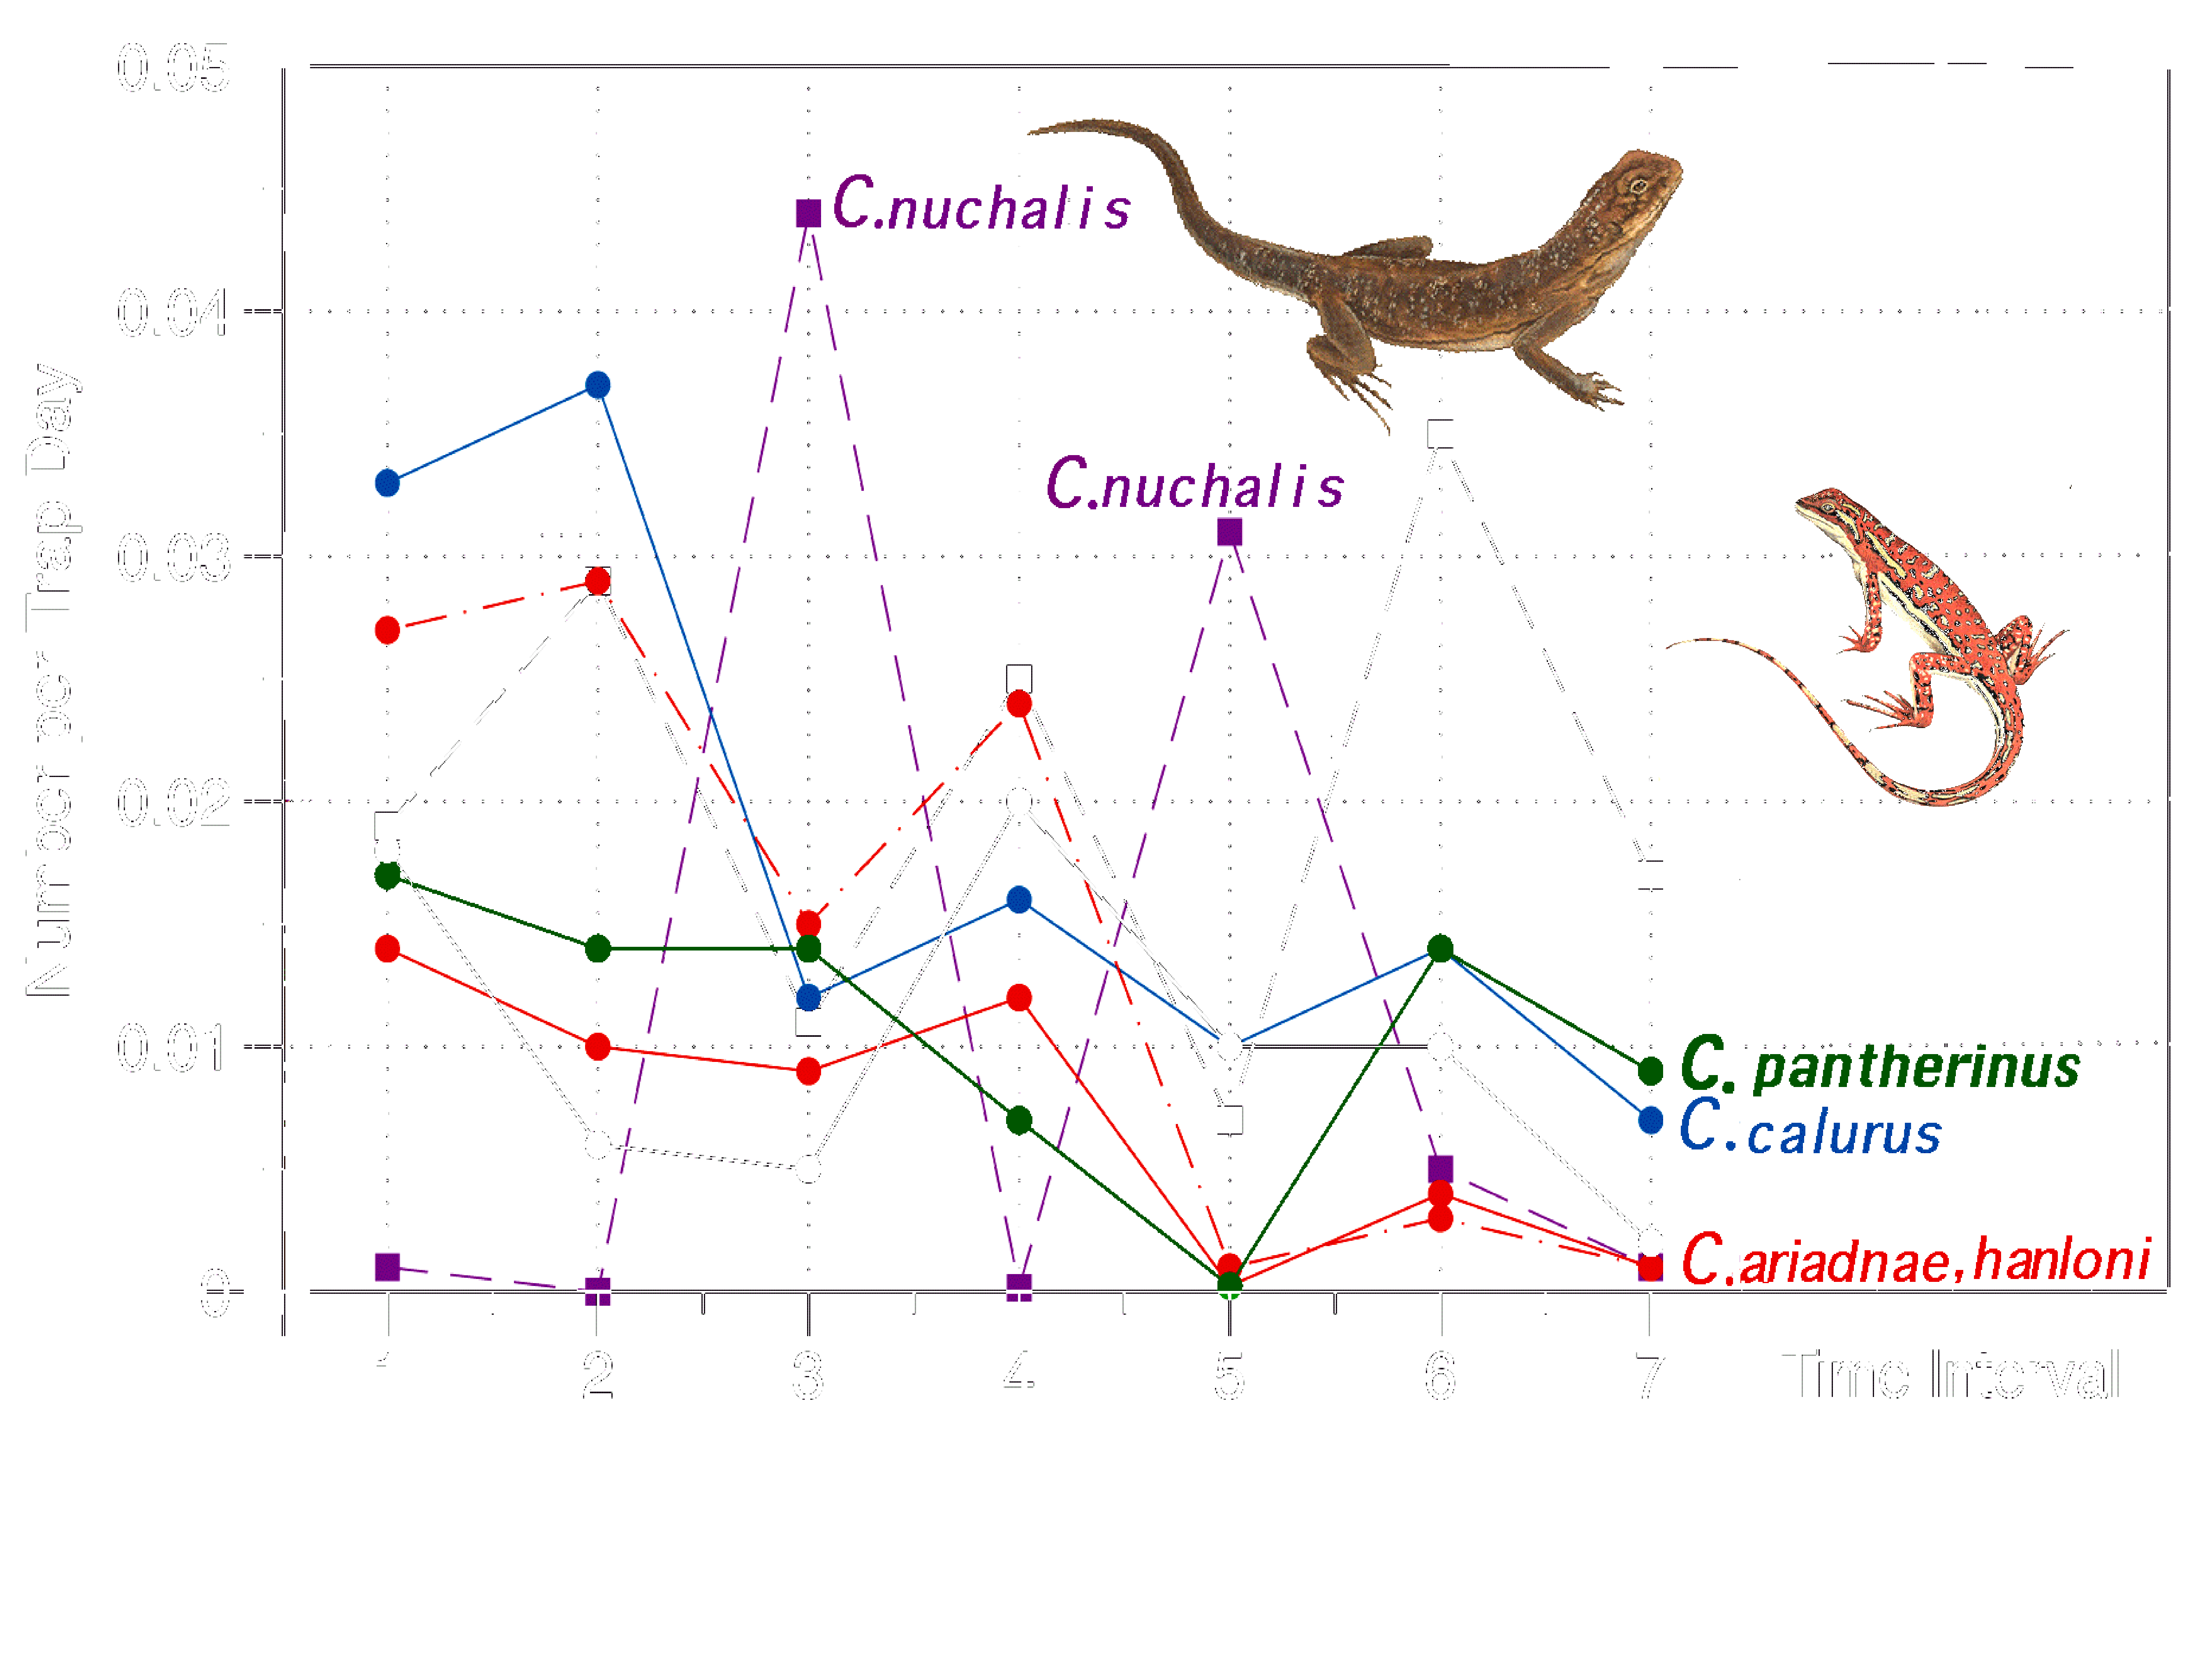 0.05
C.nuchalis
0.04
C.nuchalis
0.03
Number per Trap Day
0.02
0.01
C. pantherinus
C. calurus
C.ariadnae, hanloni
0
1 2 3 4 5 6 7 Time Interval